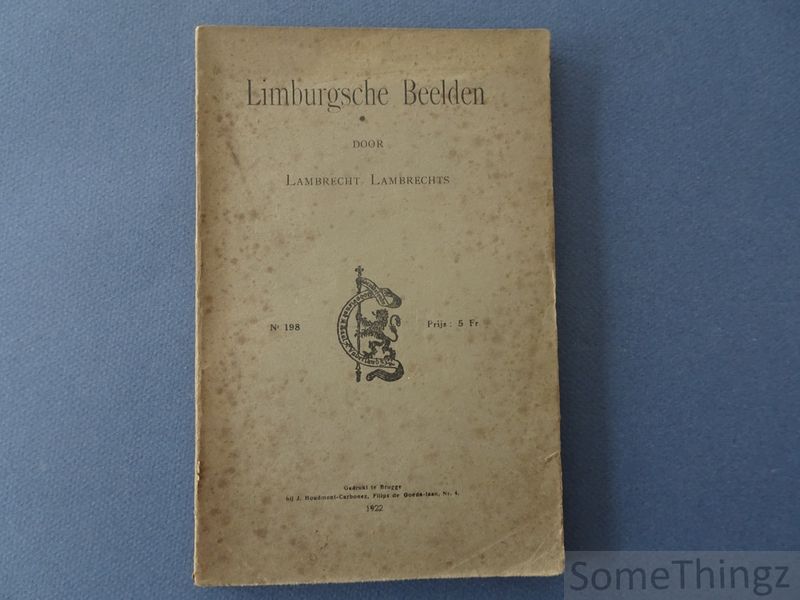 Limburgsche Beelden
DOOR
LAMBRECHT LAMBRECHTS
Nr 198
Prijs : 5 Fr
Gedrukt te Brugge
bij J. Houdmont-Carbonez, Filips de Goede-laan, Nr. 4.
1922
SomeThingz